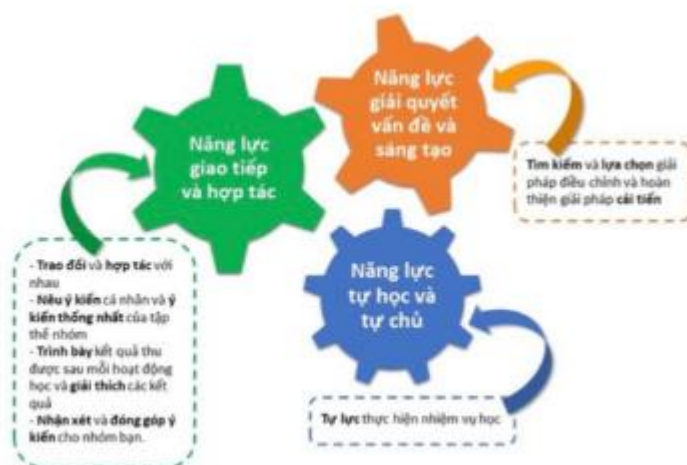 Năng lực
giao tiếp
và hợp tác
Năng lực
giải quyết
vấn đề và
sáng tạo
Tìm kiếm và lựa chọn giải
pháp điều chỉnh và hoàn
thiện giải pháp cải tiến
- Trao đổi và hợp tác với
nhau
- Nêu ý kiến cá nhân và ý
kiến thống nhất của tập
thể nhóm
- Trình bày kết quả thu
được sau mỗi hoạt động
học và giải thích các kết
quả
- Nhận xét và đóng góp ý
kiến cho nhóm bạn.
Năng lực
tự học và
tự chủ
Tự lực thực hiện nhiệm vụ học